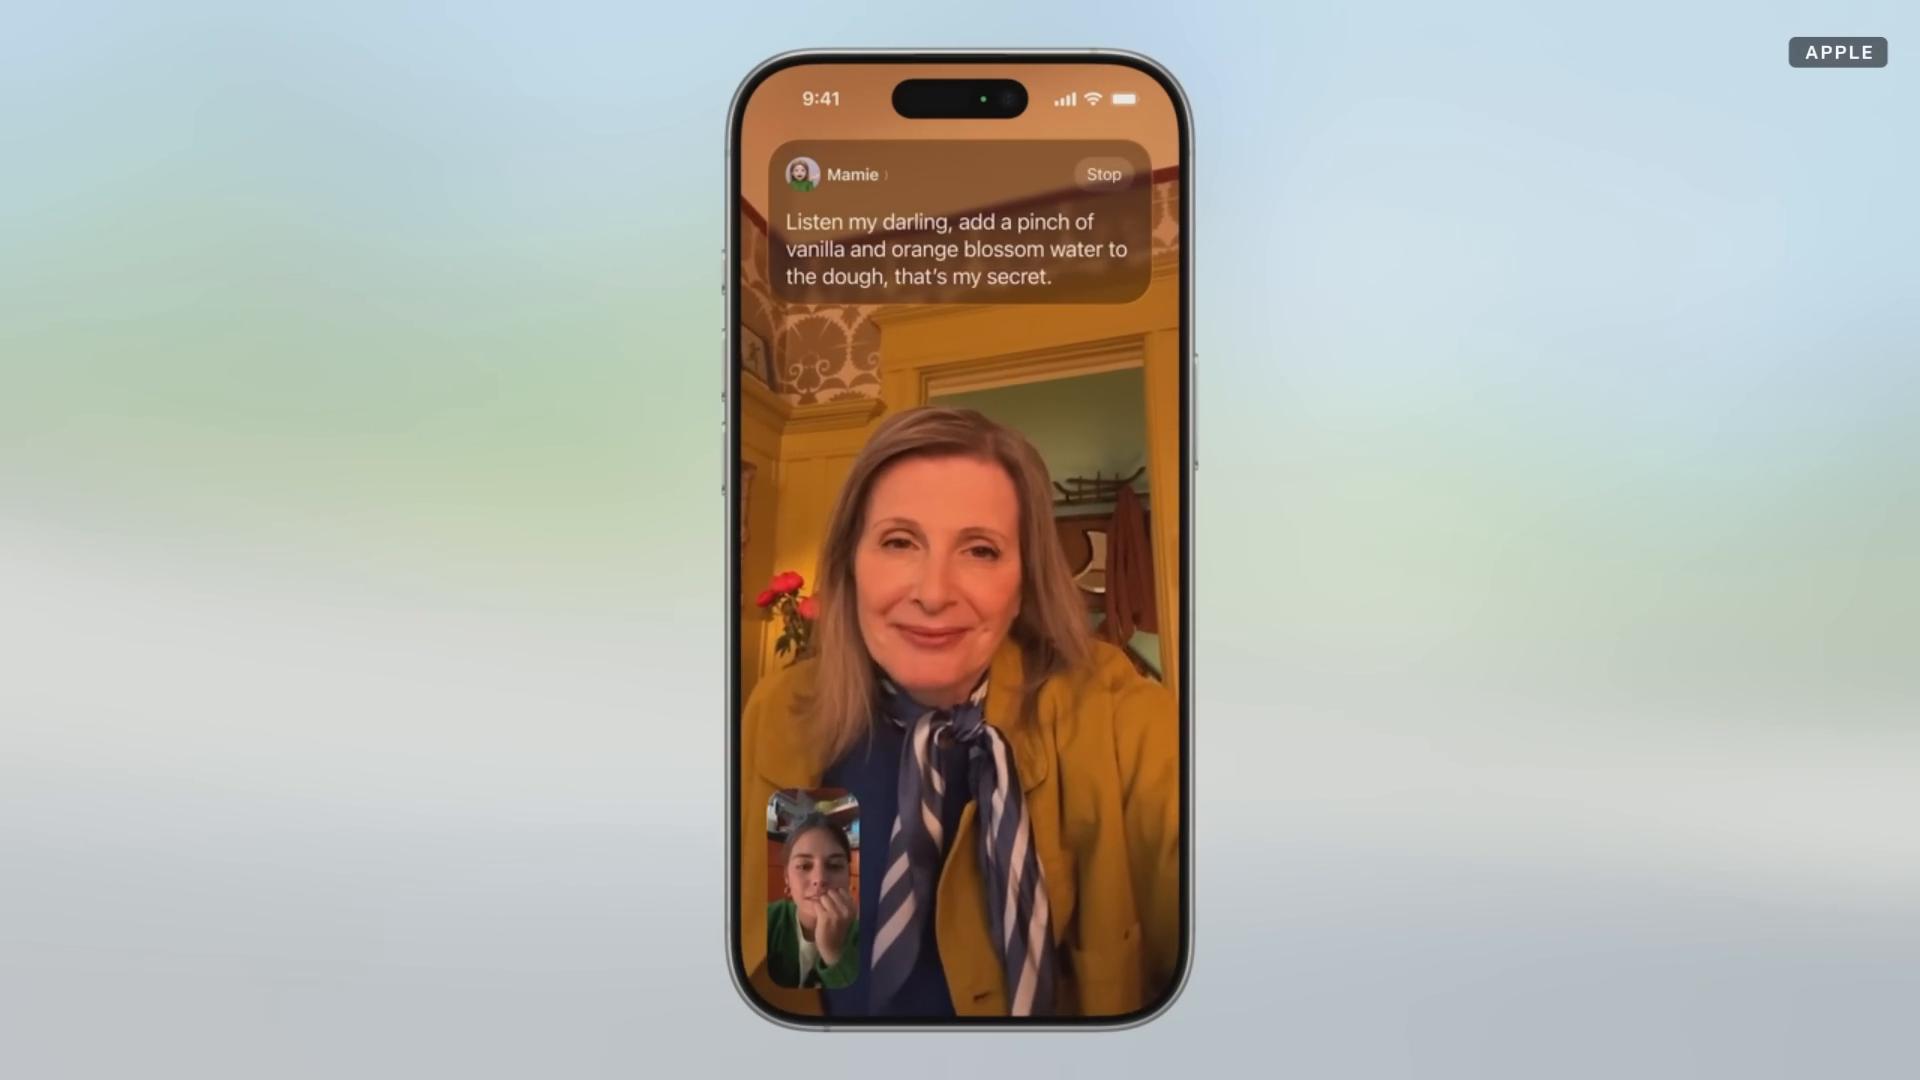 APPLE
9:41
Mamie
Stop
Listen my darling, add a pinch of
vanilla and orange blossom water to
the dough, that's my secret.